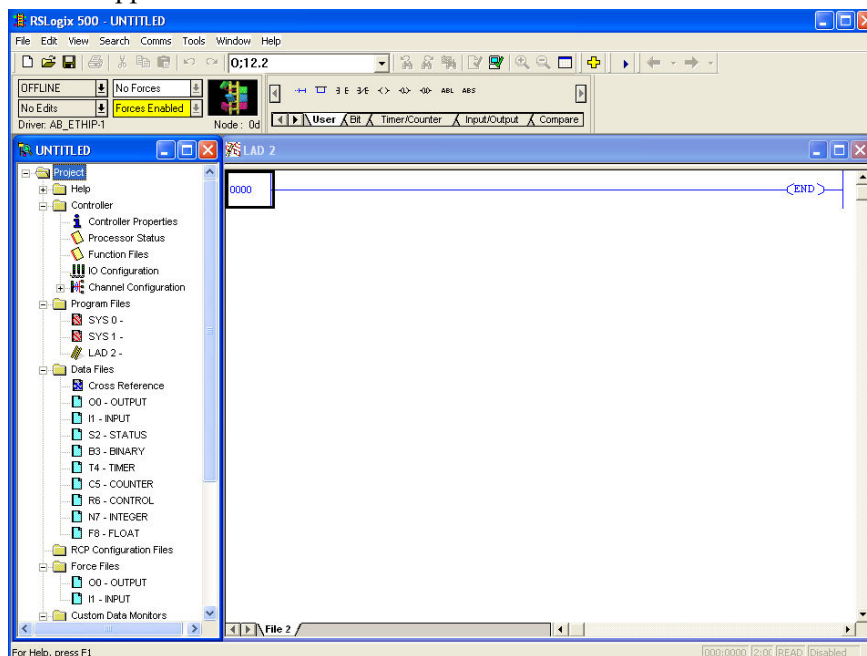 RSLogix 500 - UNTITLED
File Edit View Search Comms Tools Window Help
O;12.2
OFFLINE No Forces
No Edits Forces Enabled
Driver: AB_ETHIP-1 Node : 0d
ABL ABS
User Bit Timer/Counter Input/Output Compare
UNTITLED
LAD 2
Project
Help
Controller
Controller Properties
Processor Status
Function Files
IO Configuration
Channel Configuration
Program Files
SYS 0 -
SYS 1 -
LAD 2 -
Data Files
Cross Reference
O0 - OUTPUT
I1 - INPUT
S2 - STATUS
B3 - BINARY
T4 - TIMER
C5 - COUNTER
R6 - CONTROL
N7 - INTEGER
F8 - FLOAT
RCP Configuration Files
Force Files
O0 - OUTPUT
I1 - INPUT
Custom Data Monitors
0000
END
File 2
For Help, press F1
000:0000 READ Disabled